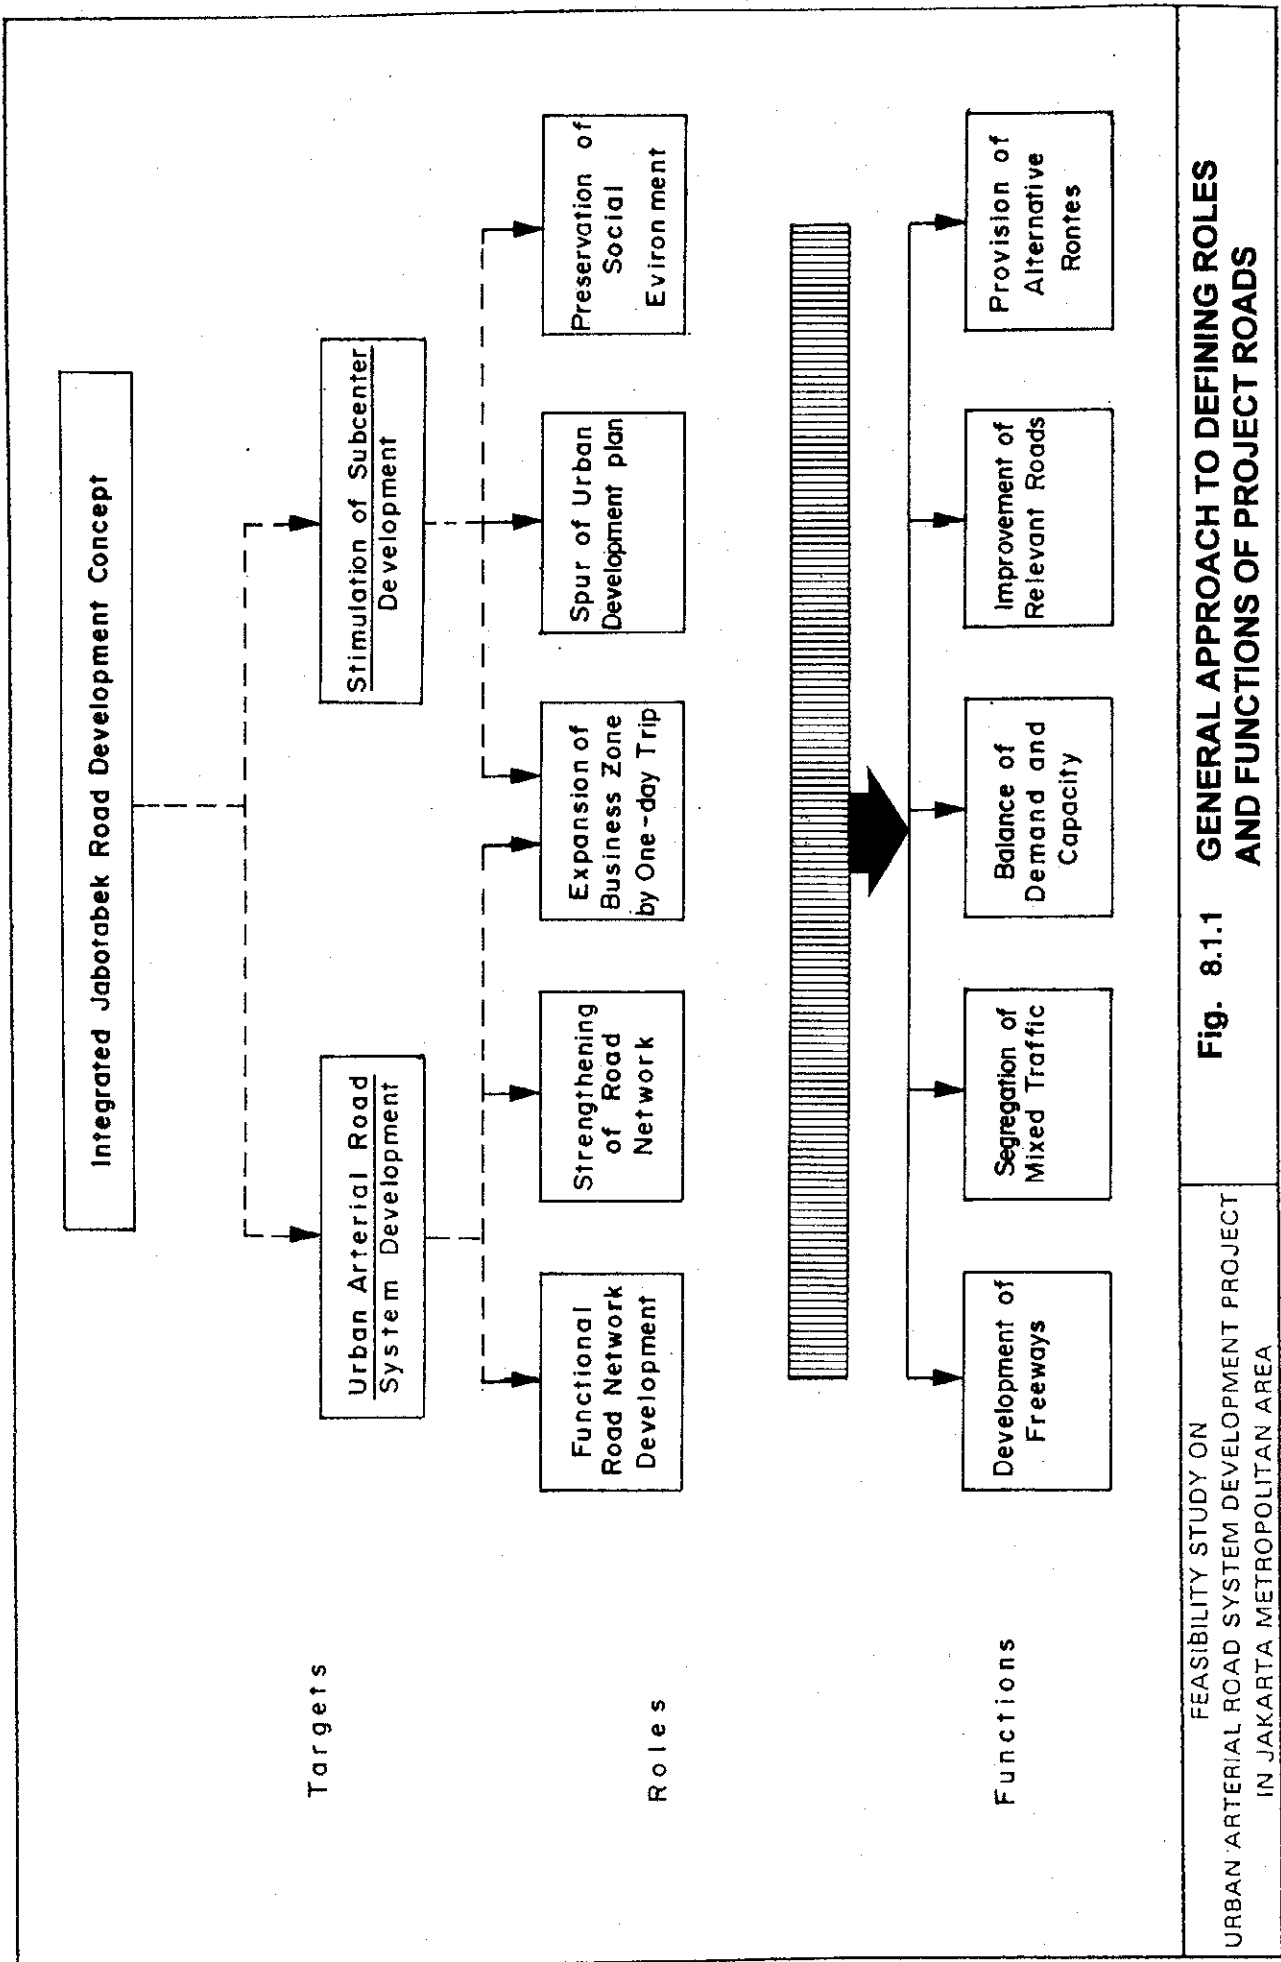 Integrated Jabotabek Road Development Concept
Targets
Urban Arterial Road
System Development
Stimulation of Subcenter
Development
Roles
Functional
Road Network
Development
Strengthening
of Road
Network
Expansion of
Business Zone
by One-day Trip
Spur of Urban
Development plan
Preservation of
Social
Evironment
Functions
Development of
Freeways
Segregation of
Mixed Traffic
Balance of
Demand and
Capacity
Improvement of
Relevant Roads
Provision of
Alternative
Rontes
FEASIBILITY STUDY ON
URBAN ARTERIAL ROAD SYSTEM DEVELOPMENT PROJECT
IN JAKARTA METROPOLITAN AREA
Fig. 8.1.1 GENERAL APPROACH TO DEFINING ROLES
AND FUNCTIONS OF PROJECT ROADS